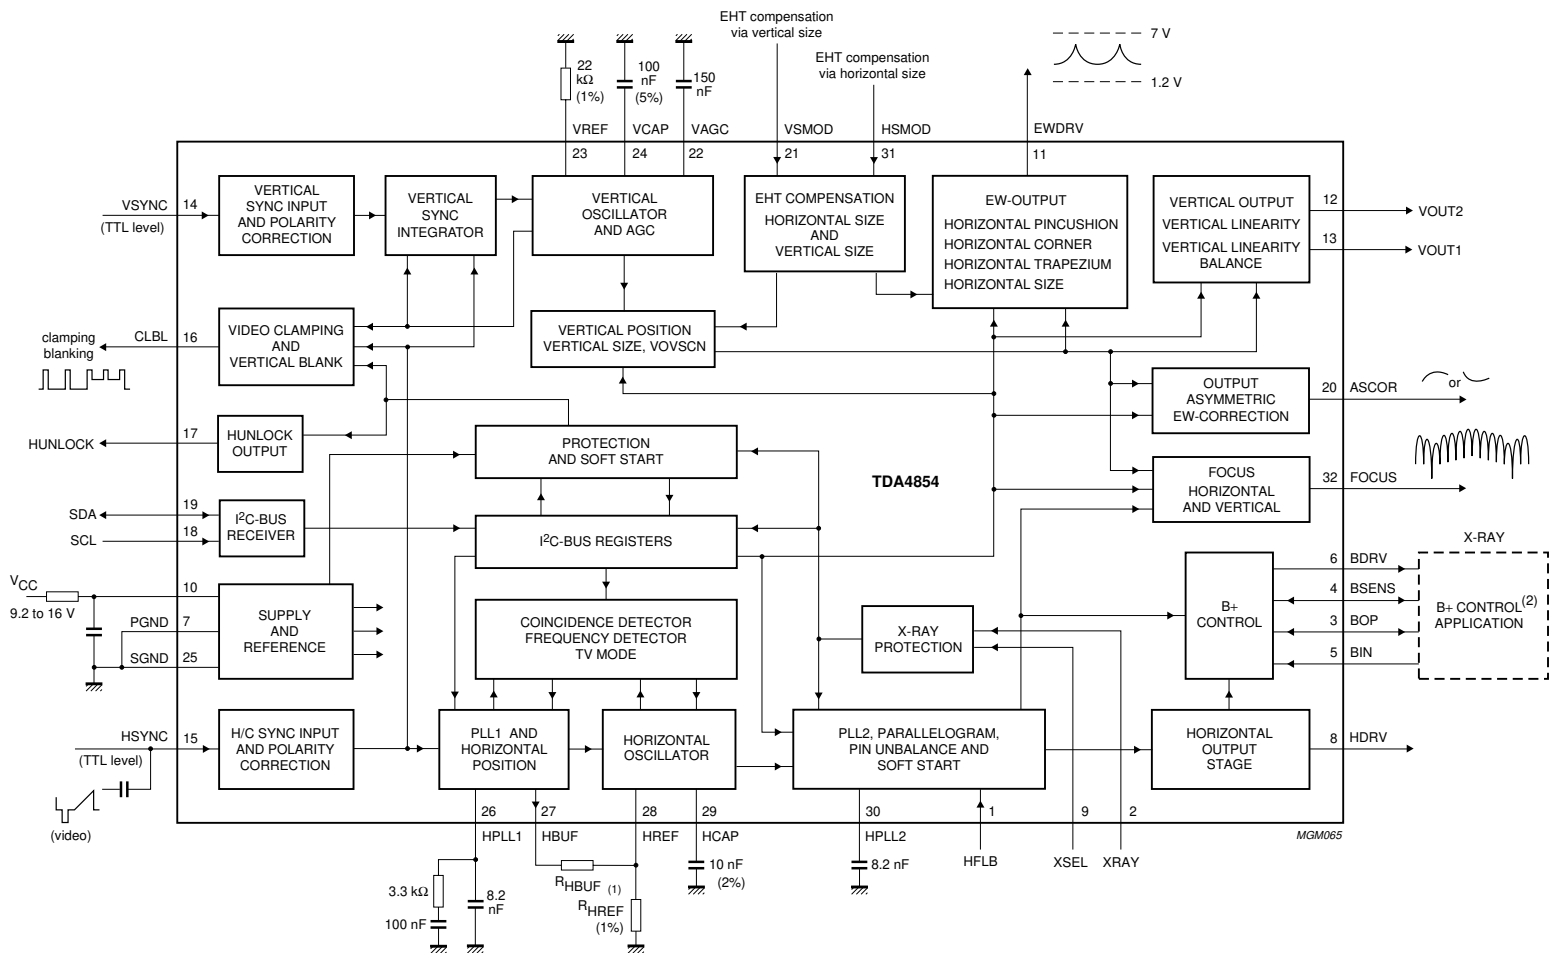 EHT compensation
via vertical size
EHT compensation
via horizontal size
7 V
1.2 V
22
kΩ
(1%)
100
nF
(5%)
150
nF
VREF
VCAP
VAGC
VSMOD
HSMOD
EWDRV
23
24
22
21
31
11
VSYNC
(TTL level)
14
VERTICAL
SYNC INPUT
AND POLARITY
CORRECTION
VERTICAL
SYNC
INTEGRATOR
VERTICAL
OSCILLATOR
AND AGC
EHT COMPENSATION
HORIZONTAL SIZE
AND
VERTICAL SIZE
EW-OUTPUT
HORIZONTAL PINCUSHION
HORIZONTAL CORNER
HORIZONTAL TRAPEZIUM
HORIZONTAL SIZE
VERTICAL OUTPUT
VERTICAL LINEARITY
VERTICAL LINEARITY
BALANCE
12
VOUT2
13
VOUT1
clamping
blanking
CLBL
16
VIDEO CLAMPING
AND
VERTICAL BLANK
VERTICAL POSITION
VERTICAL SIZE, VOVSCN
OUTPUT
ASYMMETRIC
EW-CORRECTION
20
ASCOR
or
HUNLOCK
17
HUNLOCK
OUTPUT
PROTECTION
AND SOFT START
TDA4854
FOCUS
HORIZONTAL
AND VERTICAL
32
FOCUS
SDA
19
SCL
18
I2C-BUS
RECEIVER
I2C-BUS REGISTERS
X-RAY
VCC
9.2 to 16 V
10
PGND
7
SGND
25
SUPPLY
AND
REFERENCE
COINCIDENCE DETECTOR
FREQUENCY DETECTOR
TV MODE
X-RAY
PROTECTION
B+
CONTROL
6
BDRV
4
BSENS
3
BOP
5
BIN
B+ CONTROL(2)
APPLICATION
HSYNC
(TTL level)
15
(video)
H/C SYNC INPUT
AND POLARITY
CORRECTION
PLL1 AND
HORIZONTAL
POSITION
HORIZONTAL
OSCILLATOR
PLL2, PARALLELOGRAM,
PIN UNBALANCE AND
SOFT START
HORIZONTAL
OUTPUT
STAGE
8
HDRV
26
27
28
29
30
1
9
2
HPLL1
HBUF
HREF
HCAP
HPLL2
HFLB
XSEL
XRAY
MGM065
3.3 kΩ
100 nF
8.2
nF
RHBUF (1)
RHREF
(1%)
10 nF
(2%)
8.2 nF